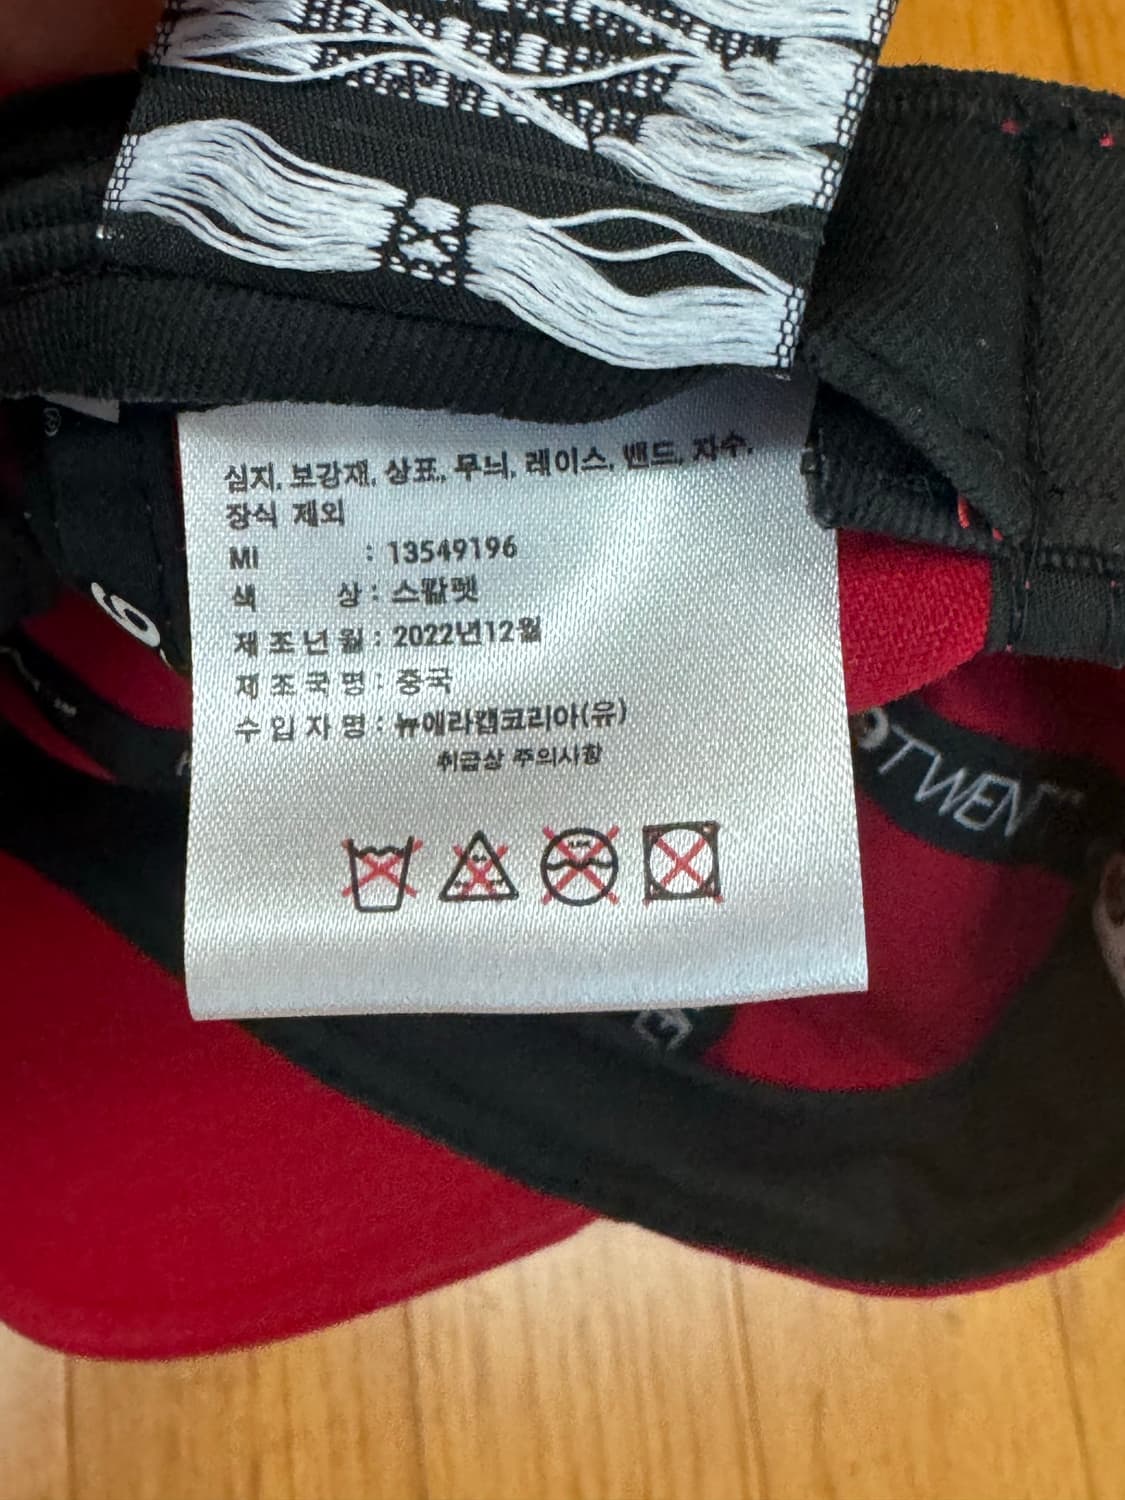 심지, 보강재, 상표, 무늬, 레이스, 밴드, 자수,
장식 제외
MI : 13549196
색 상 : 스칼렛
제조년월 : 2022년12월
제조국명 : 중국
수입자명 : 뉴에라캡코리아(유)
취급상 주의사항
9
TWEN